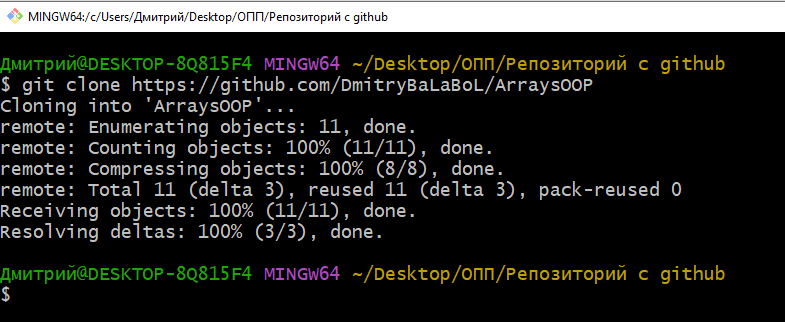 MINGW64:/c/Users/Дмитрий/Desktop/ОПП/Репозиторий с github
Дмитрий@DESKTOP-8Q815F4 MINGW64 ~/Desktop/ОПП/Репозиторий с github
$ git clone https://github.com/DmitryBaLaBoL/ArraysOOP
Cloning into 'ArraysOOP'...
remote: Enumerating objects: 11, done.
remote: Counting objects: 100% (11/11), done.
remote: Compressing objects: 100% (8/8), done.
remote: Total 11 (delta 3), reused 11 (delta 3), pack-reused 0
Receiving objects: 100% (11/11), done.
Resolving deltas: 100% (3/3), done.
Дмитрий@DESKTOP-8Q815F4 MINGW64 ~/Desktop/ОПП/Репозиторий с github
$